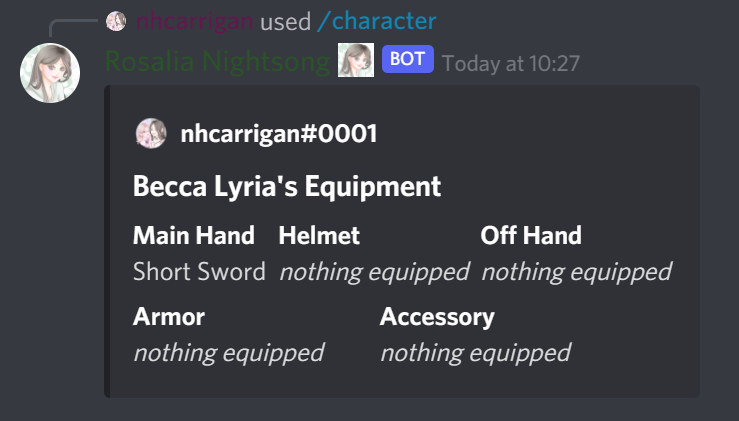 nhcarrigan used /character
Rosalia Nightsong BOT Today at 10:27
nhcarrigan#0001
Becca Lyria's Equipment
Main Hand Helmet Off Hand
Short Sword nothing equipped nothing equipped
Armor Accessory
nothing equipped nothing equipped